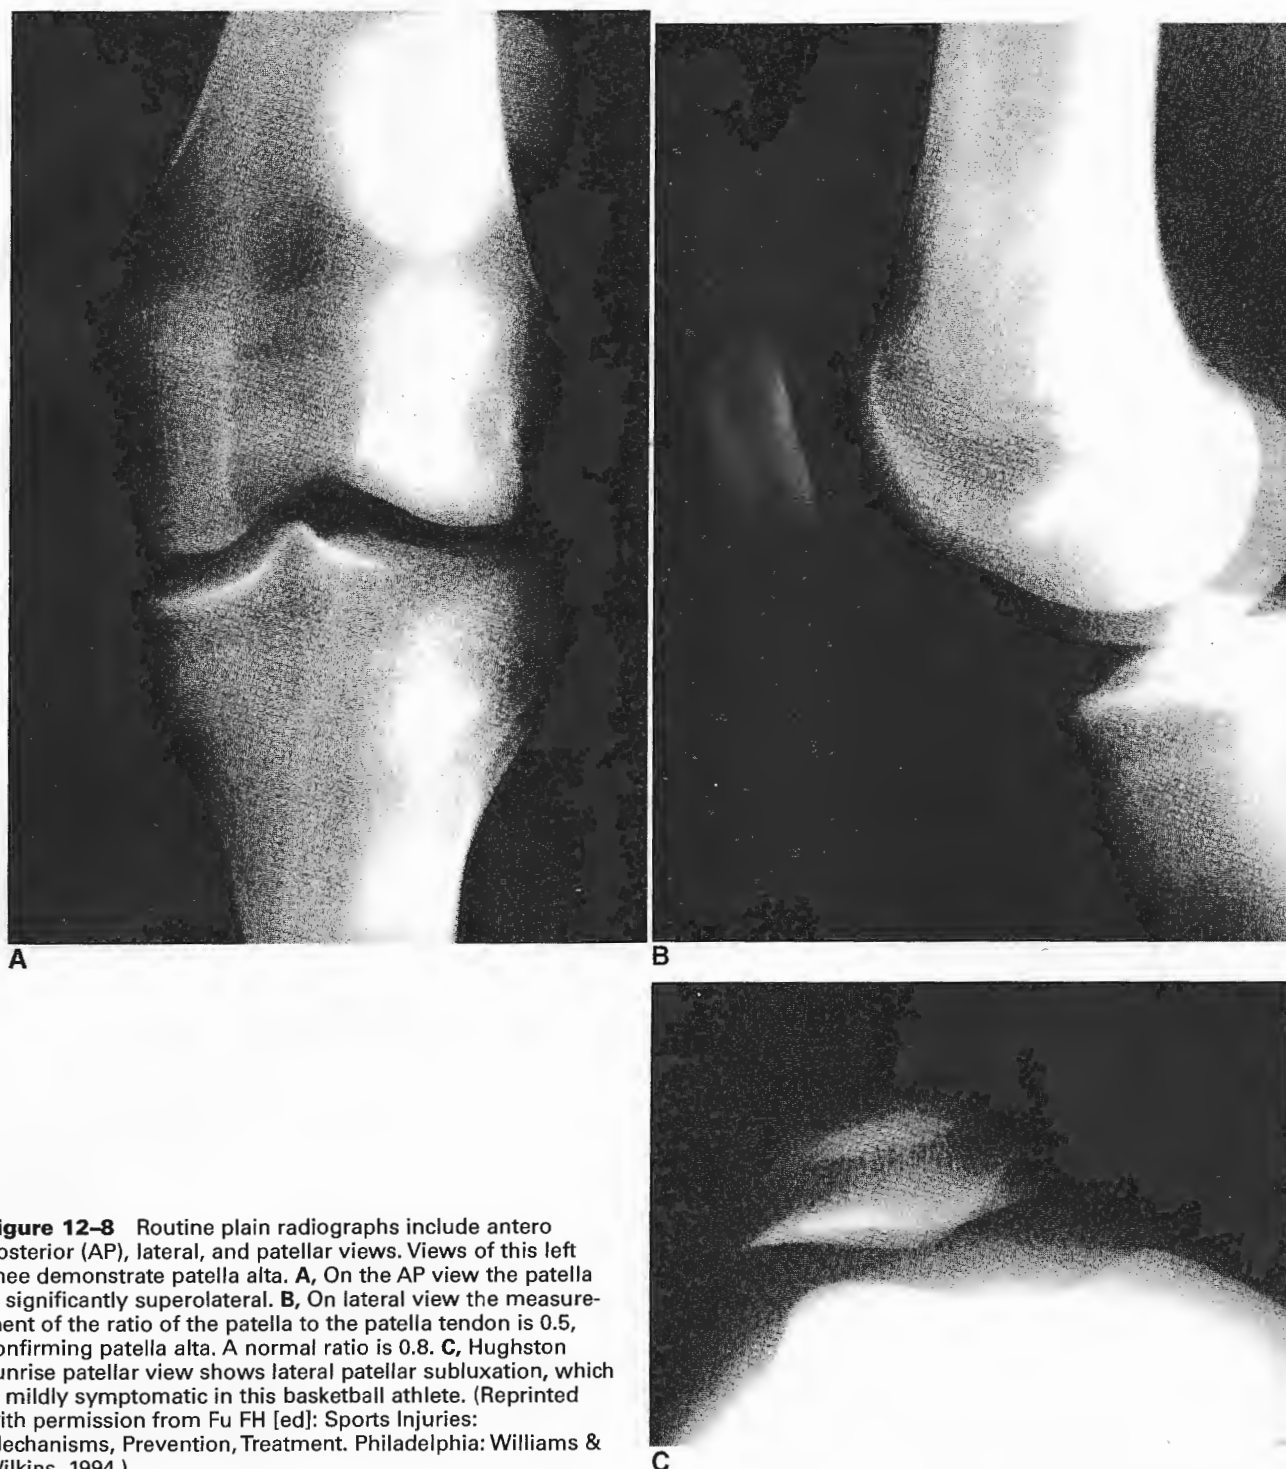 A
B
igure 12–8 Routine plain radiographs include antero
osterior (AP), lateral, and patellar views. Views of this left
nee demonstrate patella alta. A, On the AP view the patella
significantly superolateral. B, On lateral view the measure-
ent of the ratio of the patella to the patella tendon is 0.5,
onfirming patella alta. A normal ratio is 0.8. C, Hughston
unrise patellar view shows lateral patellar subluxation, which
mildly symptomatic in this basketball athlete. (Reprinted
ith permission from Fu FH [ed]: Sports Injuries:
echanisms, Prevention, Treatment. Philadelphia: Williams &
ilkins, 1994.)
C